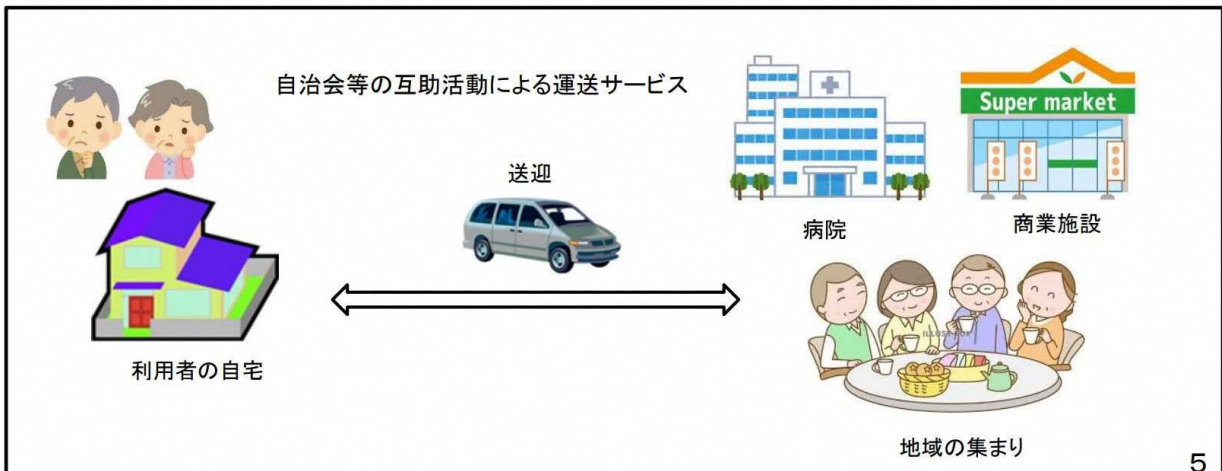 自治会等の互助活動による運送サービス
Super market
送迎
病院
商業施設
利用者の自宅
ILLUST BOX
地域の集まり
5